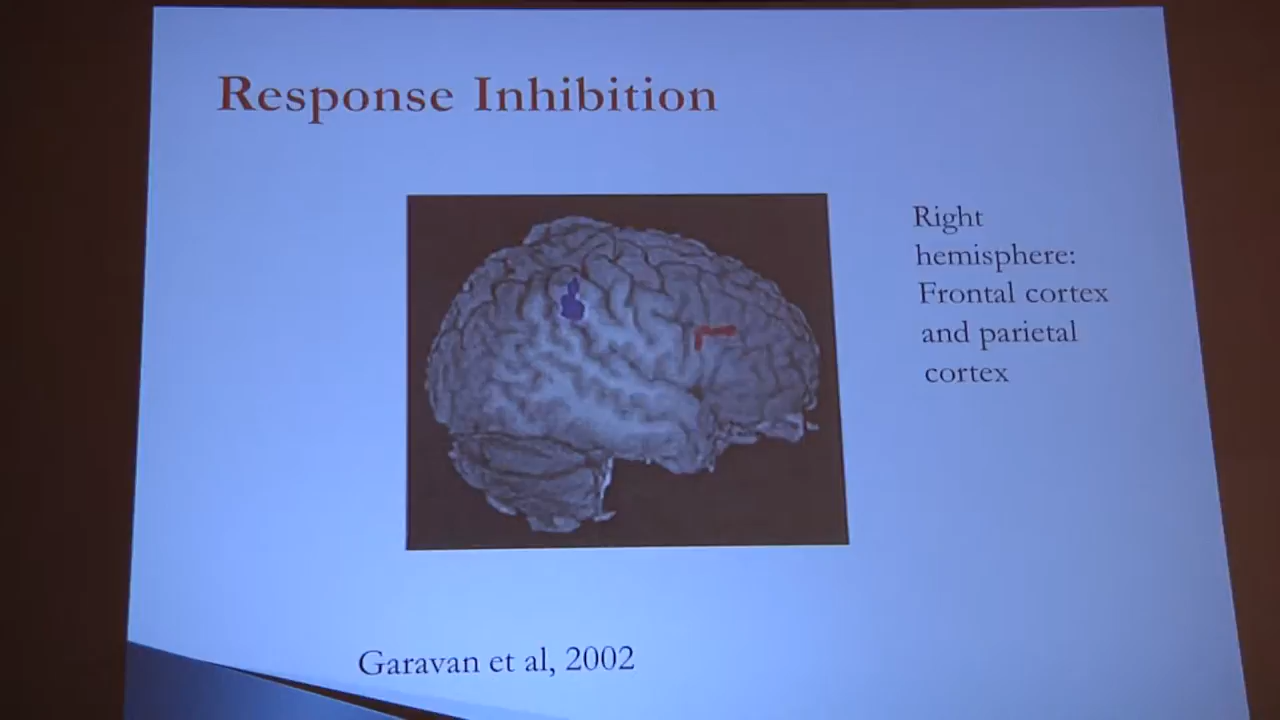 Response Inhibition
Right
hemisphere:
Frontal cortex
and parietal
cortex
Garavan et al, 2002